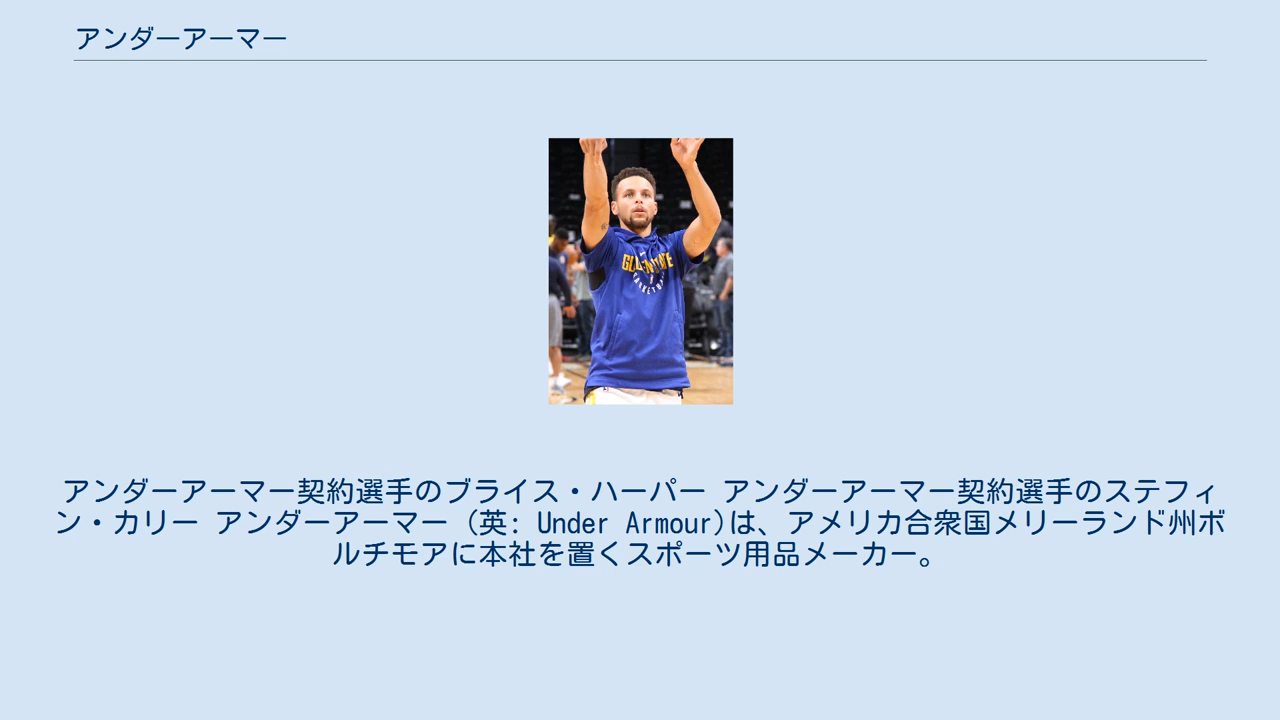 アンダーアーマー
GOLDEN STATE
BASKETBALL
アンダーアーマー契約選手のブライス・ハーパー アンダーアーマー契約選手のステフィ
ン・カリー アンダーアーマー (英: Under Armour)は、アメリカ合衆国メリーランド州ボ
ルチモアに本社を置くスポーツ用品メーカー。